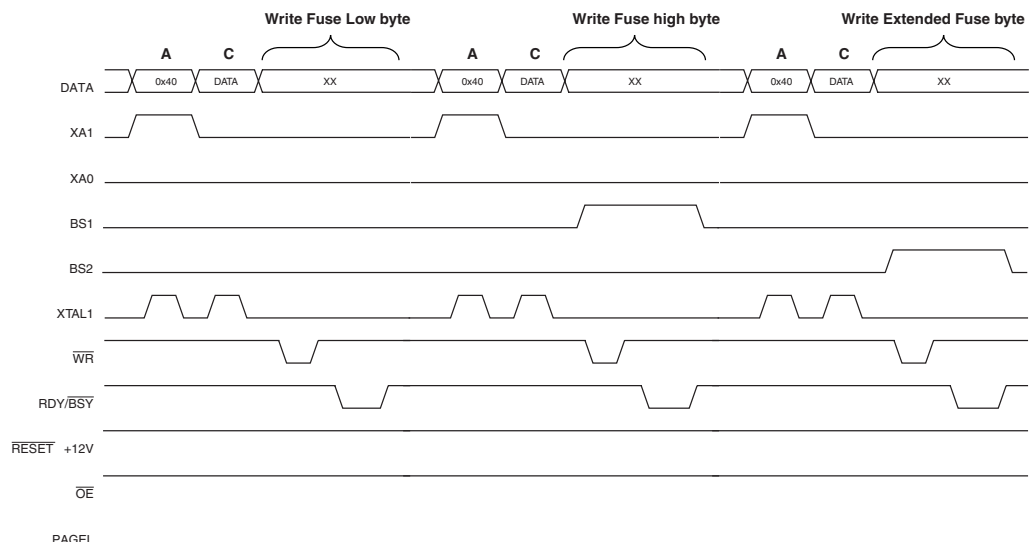 Write Fuse Low byte Write Fuse high byte Write Extended Fuse byte
A C A C A C
DATA 0x40 DATA XX 0x40 DATA XX 0x40 DATA XX
XA1
XA0
BS1
BS2
XTAL1
WR
RDY/BSY
RESET +12V
OE
PAGEL